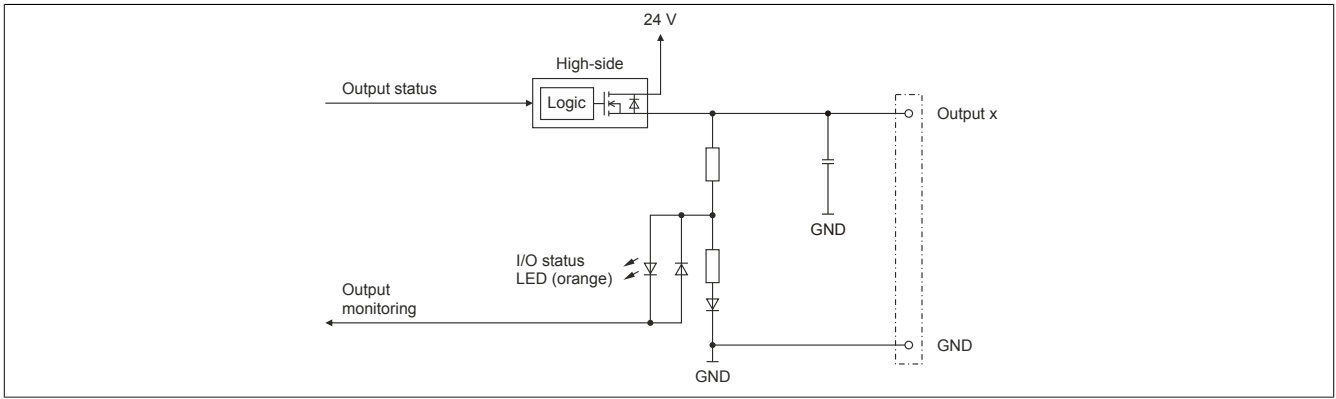 24 V
High-side
Output status
Logic
Output x
GND
I/O status
LED (orange)
Output
monitoring
GND
GND